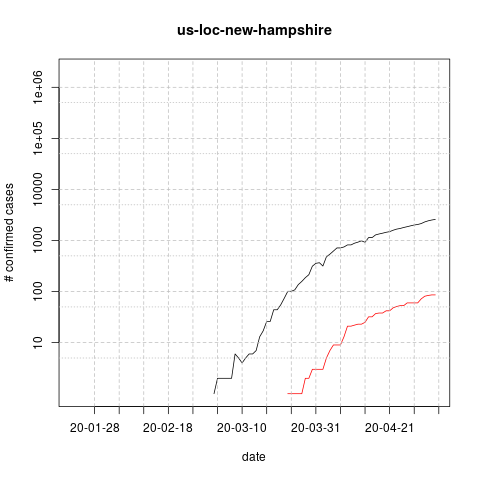 us-loc-new-hampshire
# confirmed cases
1e+06
1e+05
10000
1000
100
10
20-01-28
20-02-18
20-03-10
20-03-31
20-04-21
date